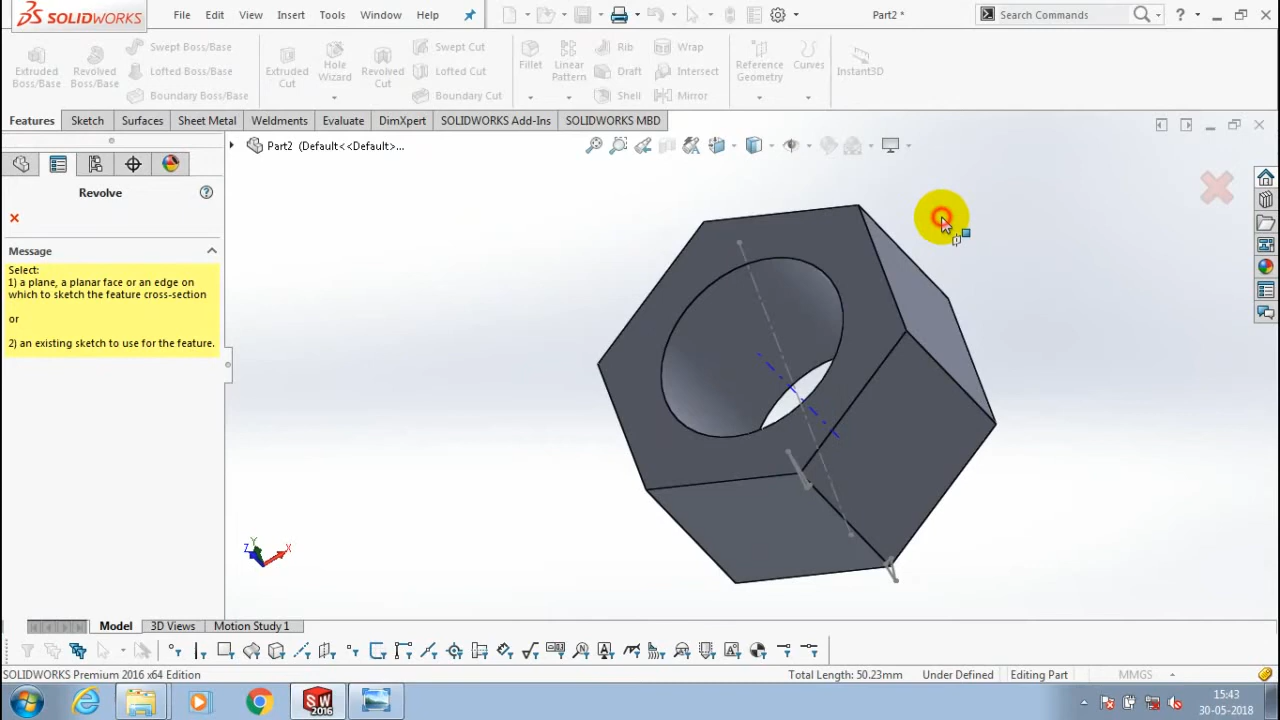 SOLIDWORKS File Edit View Insert Tools Window Help Part2 * Search Commands
Extruded Boss/Base
Revolved Boss/Base
Swept Boss/Base
Lofted Boss/Base
Boundary Boss/Base
Extruded Cut
Hole Wizard
Revolved Cut
Swept Cut
Lofted Cut
Boundary Cut
Fillet
Linear Pattern
Rib
Draft
Shell
Wrap
Intersect
Mirror
Reference Geometry
Curves
Instant3D
Features Sketch Surfaces Sheet Metal Weldments Evaluate DimXpert SOLIDWORKS Add-Ins SOLIDWORKS MBD
Part2 (Default<<Default>...
Revolve
Message
Select:
1) a plane, a planar face or an edge on
which to sketch the feature cross-section
or
2) an existing sketch to use for the feature.
Z Y X
Model 3D Views Motion Study 1
SOLIDWORKS Premium 2016 x64 Edition Total Length: 50.23mm Under Defined Editing Part MMGS
SW 2016
15:43
30-05-2018